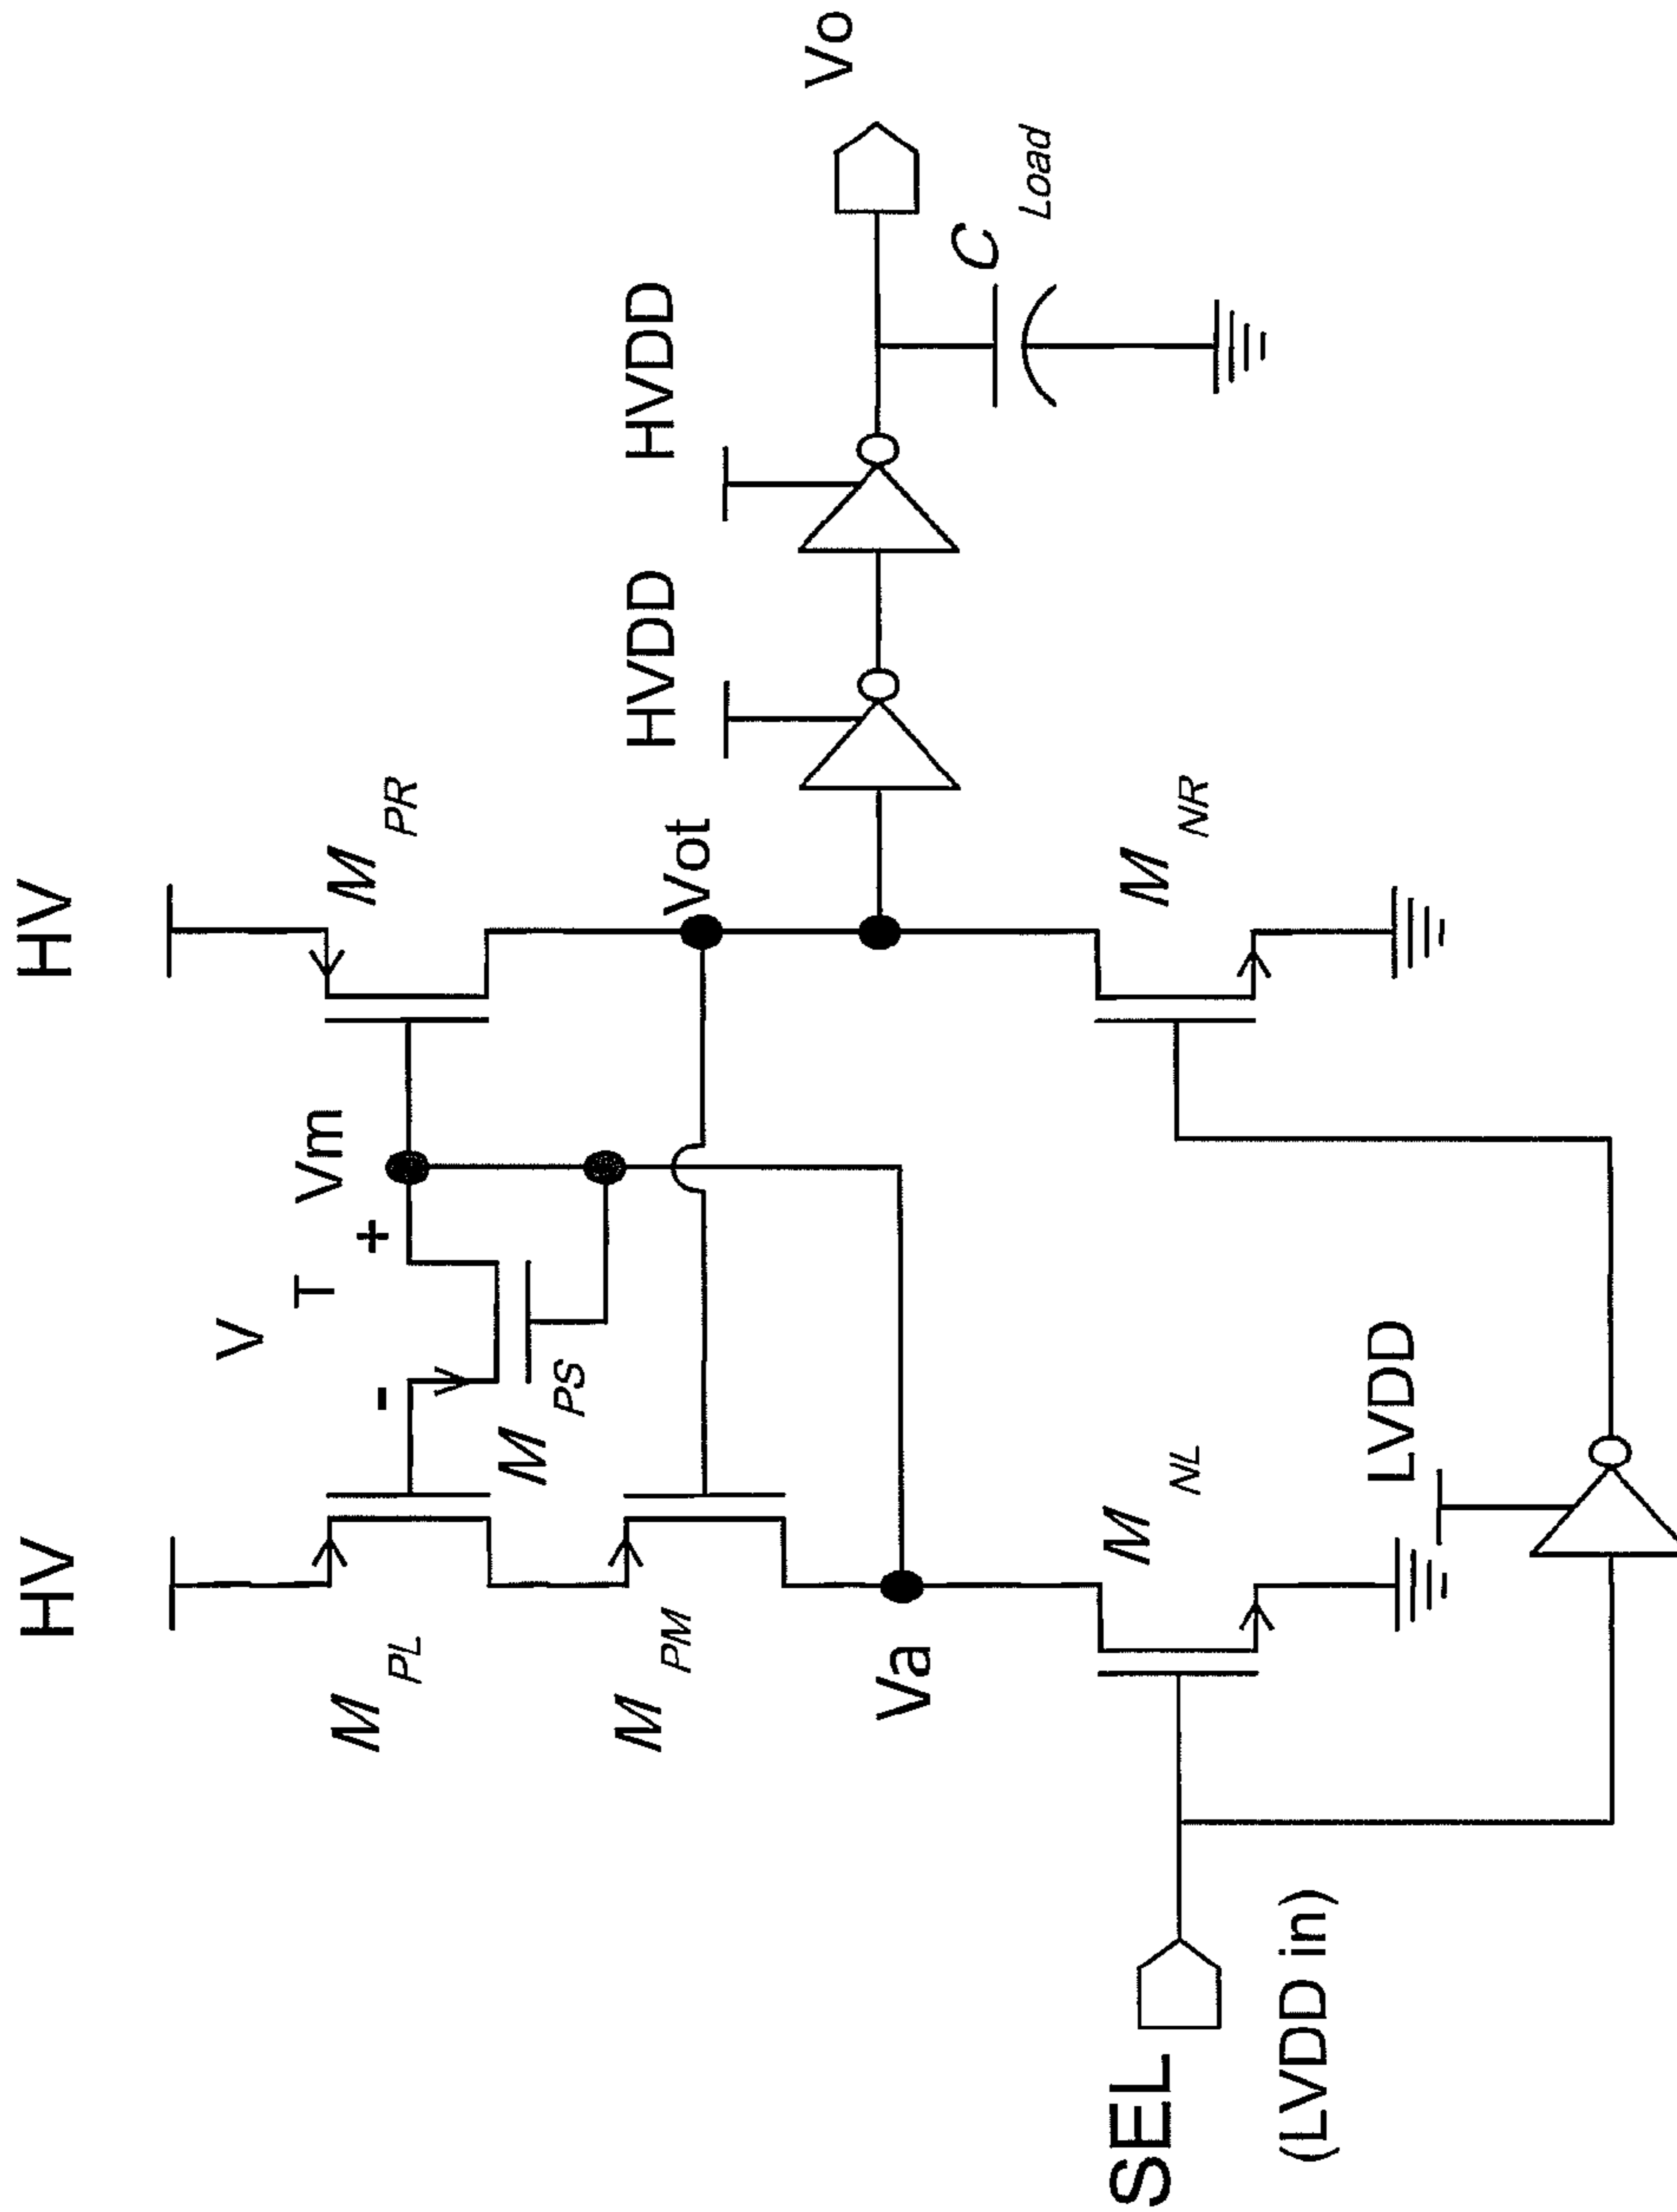 HV
HV
M PL
V T
- +
Vm
M PR
M PS
M PM
Vot
HVDD
HVDD
Vo
C Load
Va
M NL
M NR
LVDD
SEL
(LVDD in)